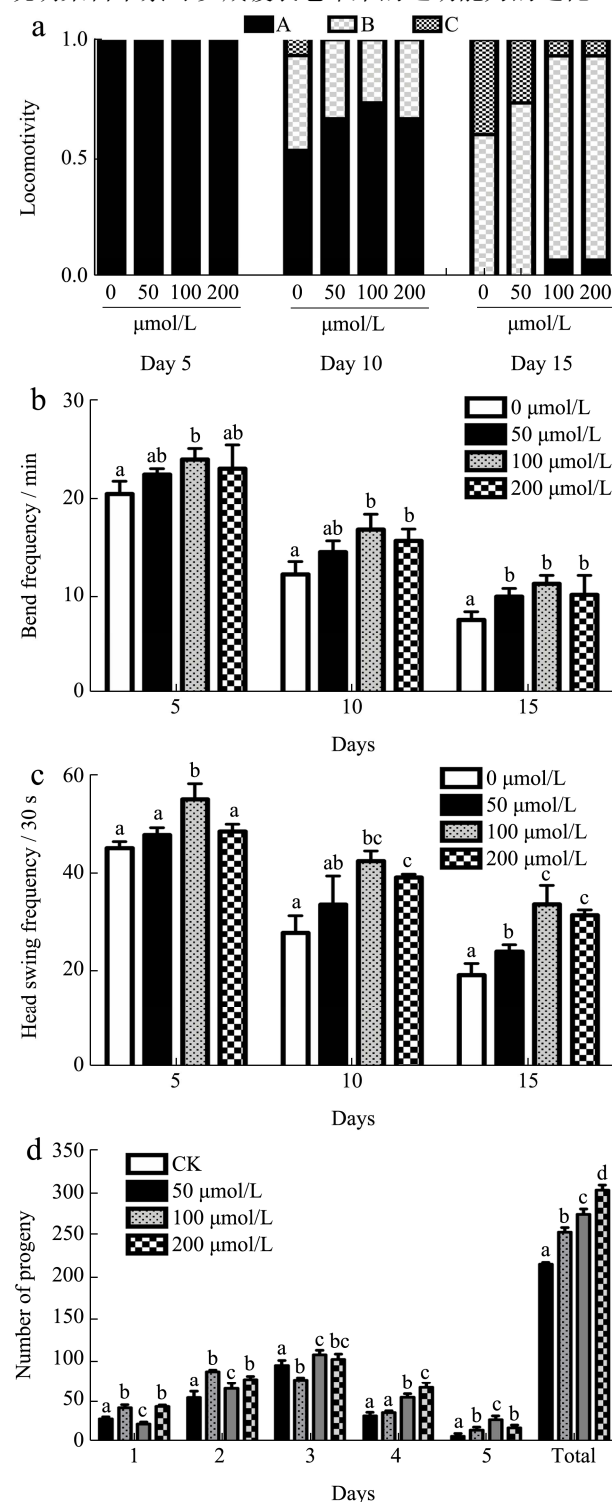 a
A B C
1.0
0.5
0.0
Locomotivity
0 50 100 200 0 50 100 200 0 50 100 200
μmol/L μmol/L μmol/L
Day 5 Day 10 Day 15
b
30
20
10
0
Bend frequency / min
0 μmol/L
50 μmol/L
100 μmol/L
200 μmol/L
a ab b ab
a ab b b
a b b b
5 10 15
Days
c
60
40
20
0
Head swing frequency / 30 s
0 μmol/L
50 μmol/L
100 μmol/L
200 μmol/L
a a b a
a ab bc c
a b c c
5 10 15
Days
d
350
300
250
200
150
100
50
0
Number of progeny
CK
50 μmol/L
100 μmol/L
200 μmol/L
a b c b
a b c b
a b c bc
a a b c
a b c b
a b c d
1 2 3 4 5 Total
Days